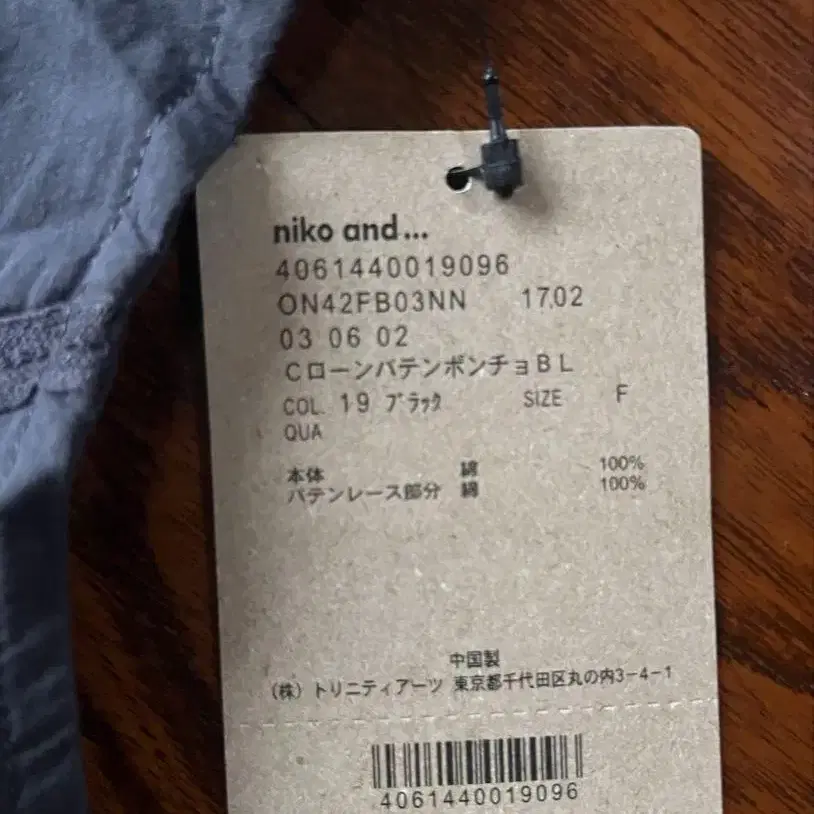 niko and...
4061440019096
ON42FB03NN 17.02
03 06 02
CローンバテンポンチョBL
COL. 19 ブラック SIZE F
QUA
本体 綿 100%
バテンレース部分 綿 100%
中国製
(株)トリニティアーツ 東京都千代田区丸の内3-4-1
4061440019096